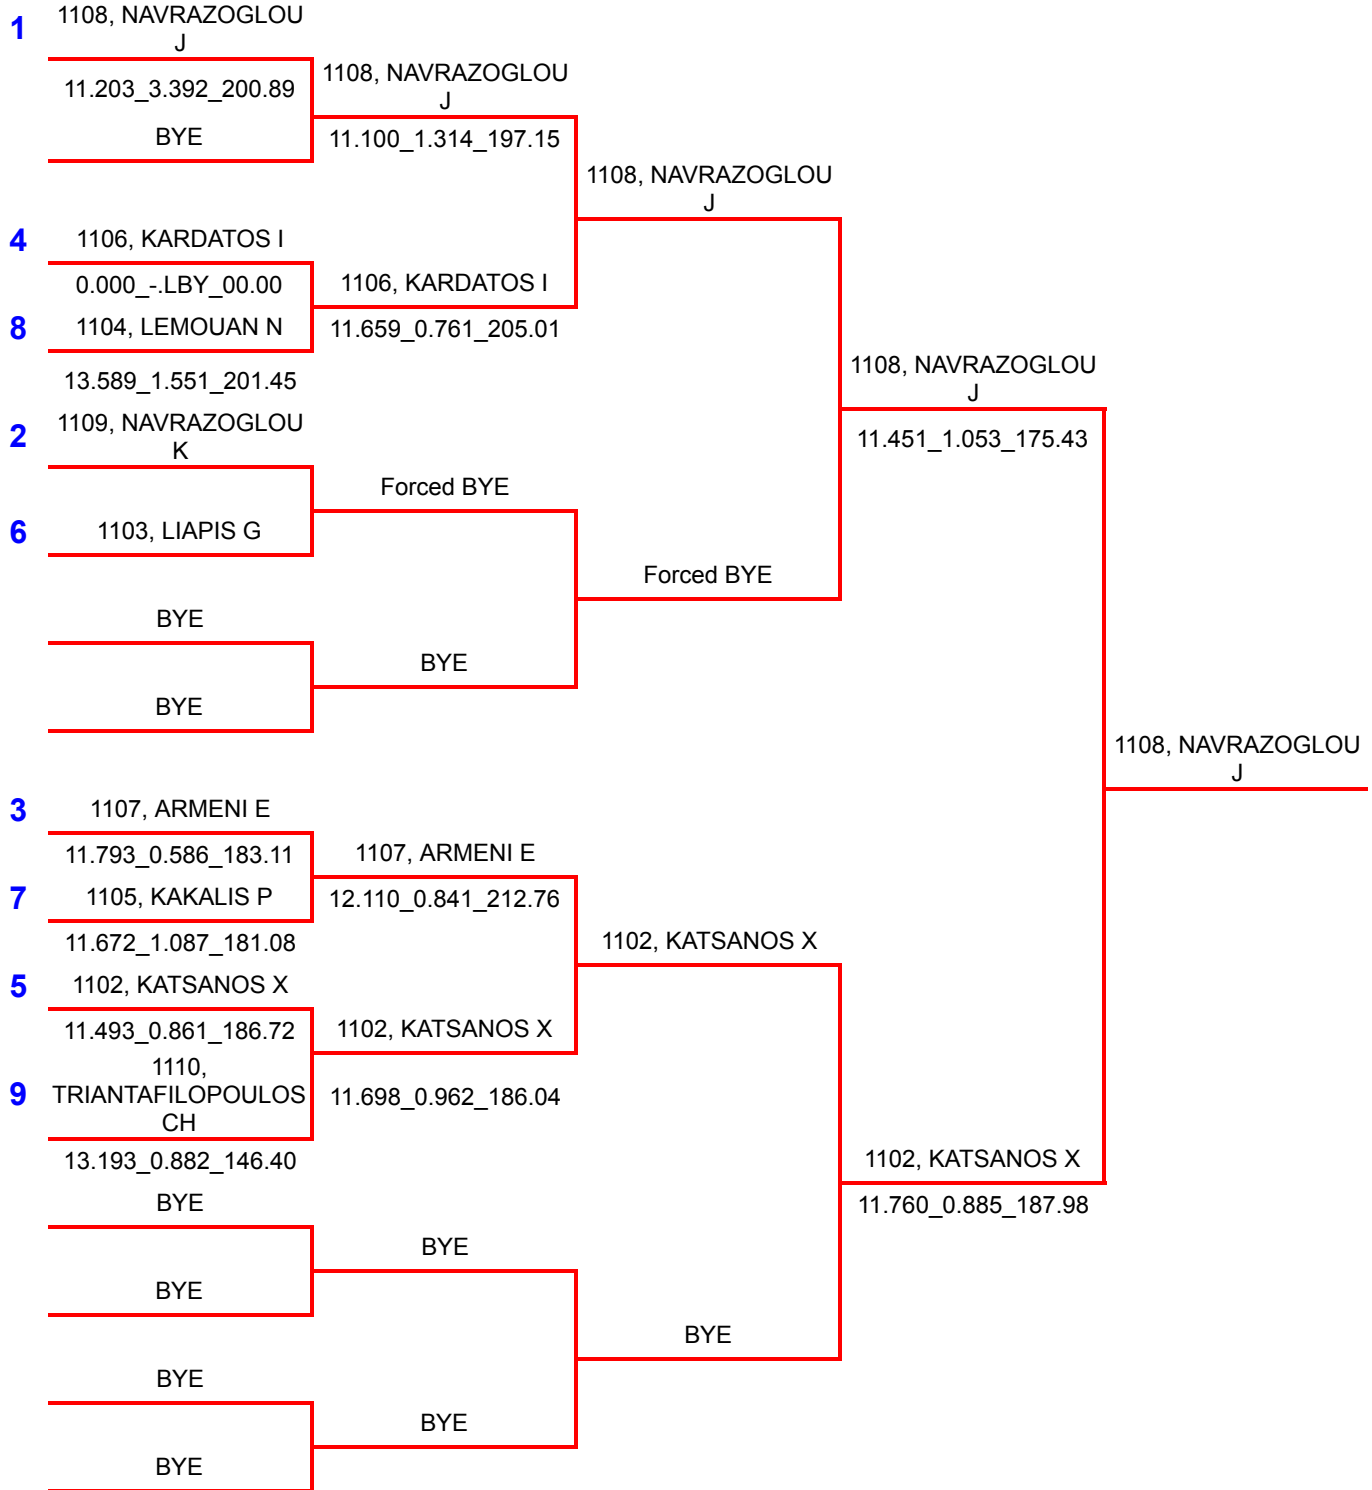 1
1108, NAVRAZOGLOU
J
11.203_3.392_200.89
BYE
4
1106, KARDATOS I
0.000_-.LBY_00.00
8
1104, LEMOUAN N
13.589_1.551_201.45
2
1109, NAVRAZOGLOU
K
6
1103, LIAPIS G
BYE
BYE
3
1107, ARMENI E
11.793_0.586_183.11
7
1105, KAKALIS P
11.672_1.087_181.08
5
1102, KATSANOS X
11.493_0.861_186.72
9
1110,
TRIANTAFILOPOULOS
CH
13.193_0.882_146.40
BYE
BYE
BYE
BYE
1108, NAVRAZOGLOU
J
11.100_1.314_197.15
1106, KARDATOS I
11.659_0.761_205.01
Forced BYE
BYE
1107, ARMENI E
12.110_0.841_212.76
1102, KATSANOS X
11.698_0.962_186.04
BYE
BYE
1108, NAVRAZOGLOU
J
Forced BYE
1102, KATSANOS X
BYE
1108, NAVRAZOGLOU
J
11.451_1.053_175.43
1102, KATSANOS X
11.760_0.885_187.98
1108, NAVRAZOGLOU
J